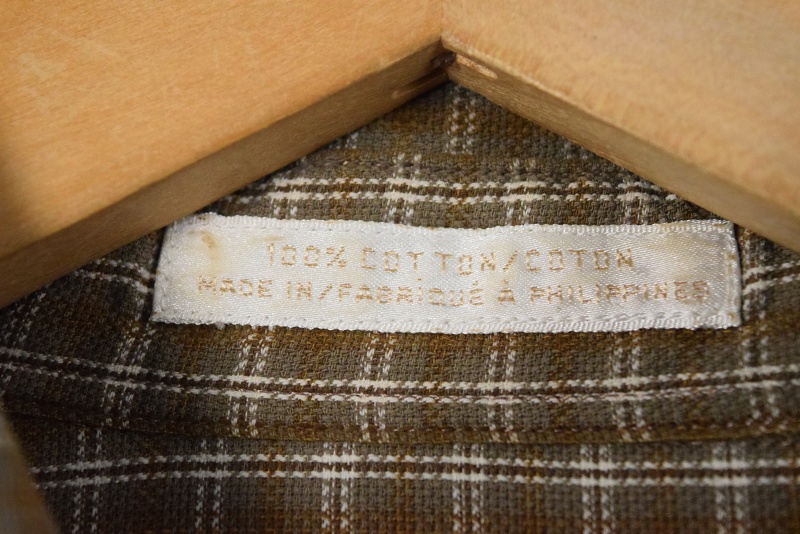 100% COTTON/COTON
MADE IN/FABRIQUÉ À PHILIPPINES